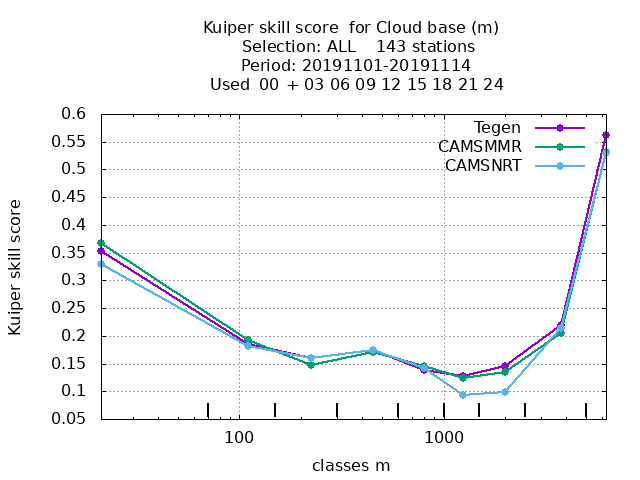 Kuiper skill score  for Cloud base (m)
Selection: ALL    143 stations
Period: 20191101-20191114
Used  00 + 03 06 09 12 15 18 21 24
Tegen
CAMSMMR
CAMSNRT
Kuiper skill score
0.6
0.55
0.5
0.45
0.4
0.35
0.3
0.25
0.2
0.15
0.1
0.05
100
1000
classes m